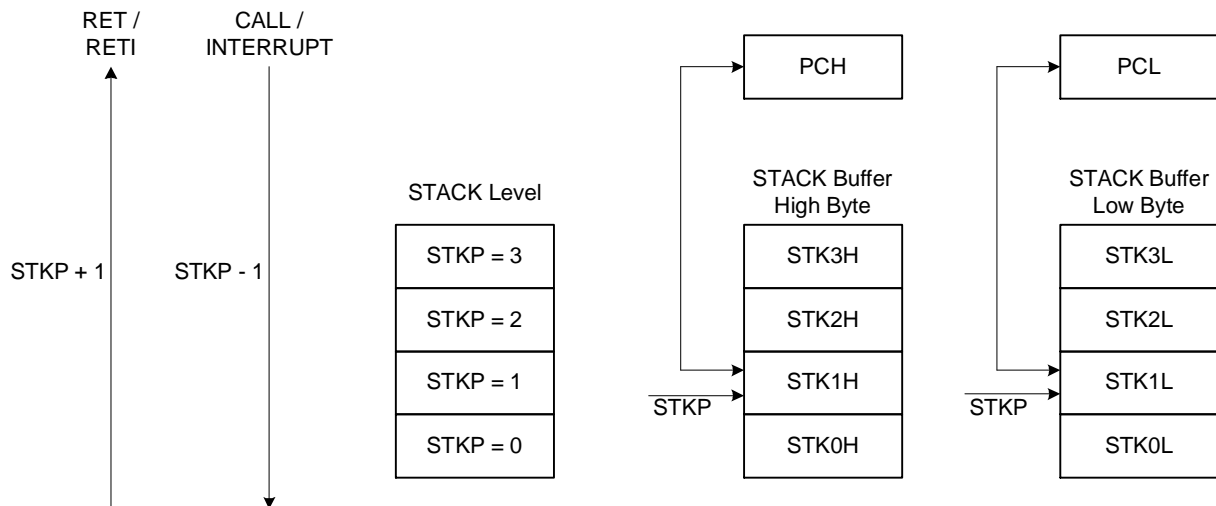 RET /
RETI
CALL /
INTERRUPT
PCH
PCL
STACK Level
STACK Buffer
High Byte
STACK Buffer
Low Byte
STKP + 1
STKP - 1
STKP = 3
STK3H
STK3L
STKP = 2
STK2H
STK2L
STKP = 1
STK1H
STK1L
STKP
STKP
STKP = 0
STK0H
STK0L